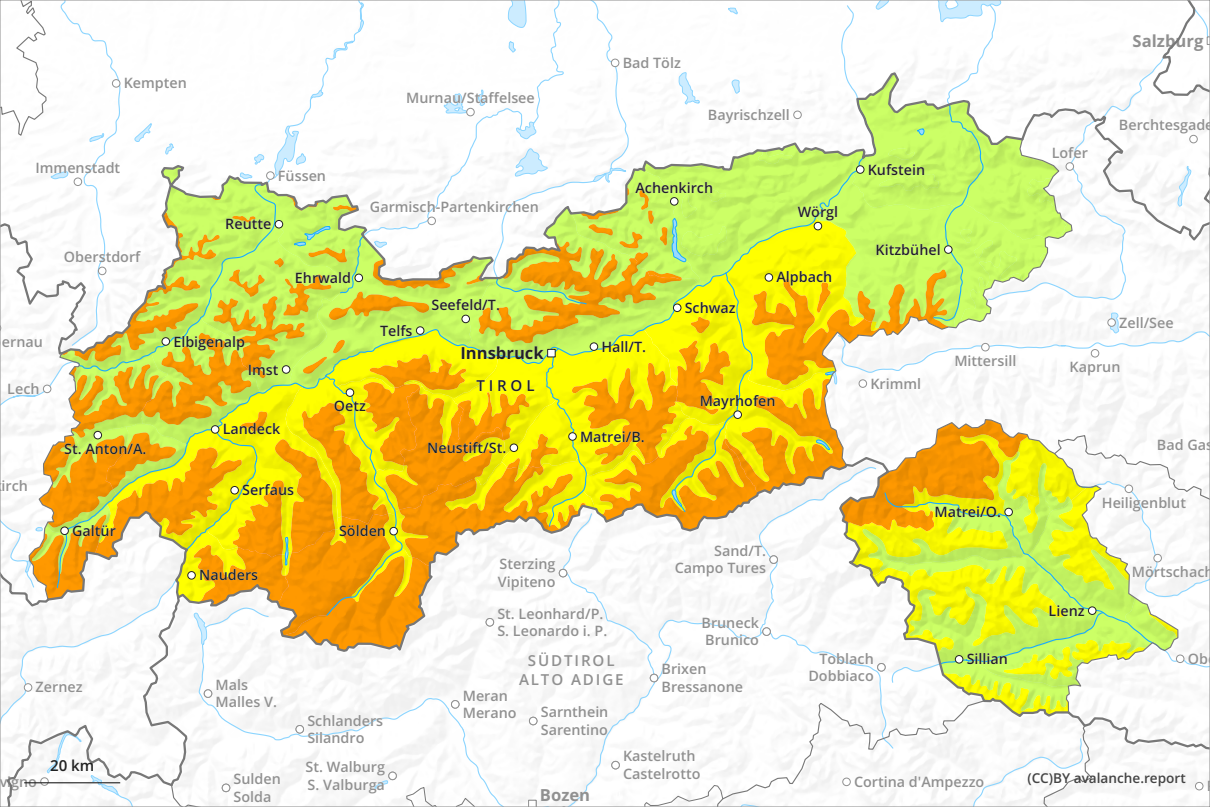 Salzburg
Bad Tölz
Kempten
Murnau/Staffelsee
Bayrischzell
Berchtesgade
Lofer
Immenstadt
Füssen
Kufstein
Achenkirch
Garmisch-Partenkirchen
Wörgl
Reutte
Oberstdorf
Kitzbühel
Ehrwald
Alpbach
Seefeld/T.
Schwaz
Telfs
Zell/See
ernau
Elbigenalp
Innsbruck
Hall/T.
Mittersill
Kaprun
Imst
TIROL
Krimml
Lech
Oetz
Mayrhofen
Landeck
Matrei/B.
St. Anton/A.
Neustift/St.
Bad Gas
irch
Serfaus
Heiligenblut
Matrei/O.
Galtür
Sölden
Sand/T.
Campo Tures
Sterzing
Vipiteno
Mörtschach
Nauders
St. Leonhard/P.
S. Leonardo i. P.
Lienz
Bruneck
Brunico
SÜDTIROL
ALTO ADIGE
Sillian
Toblach
Dobbiaco
Obe
Brixen
Bressanone
Zernez
Mals
Malles V.
Meran
Merano
Sarnthein
Sarentino
Schlanders
Silandro
Kastelruth
Castelrotto
20 km
St. Walburg
S. Valburga
Sulden
Solda
vigno
Cortina d'Ampezzo
(CC)BY avalanche.report
Bozen